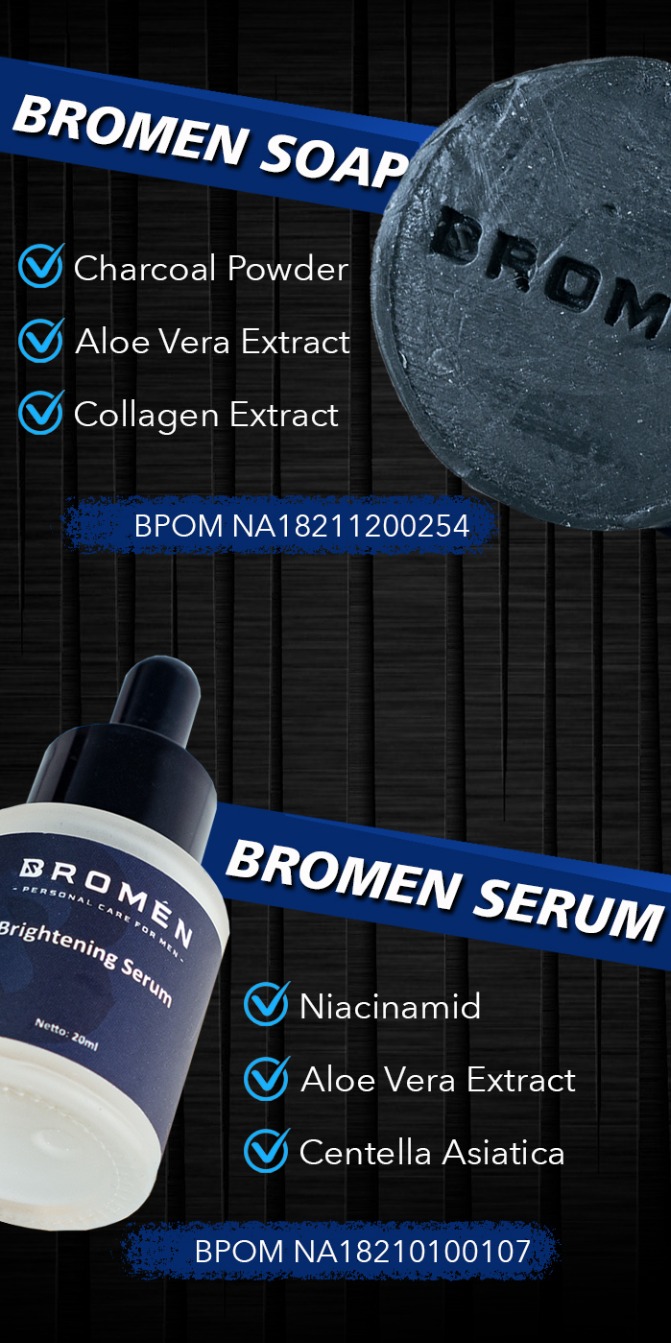 BROMEN SOAP
BROM
Charcoal Powder
Aloe Vera Extract
Collagen Extract
BPOM NA18211200254
BROMÉN
- PERSONAL CARE FOR MEN -
Brightening Serum
Netto: 20ml
BROMEN SERUM
Niacinamid
Aloe Vera Extract
Centella Asiatica
BPOM NA18210100107